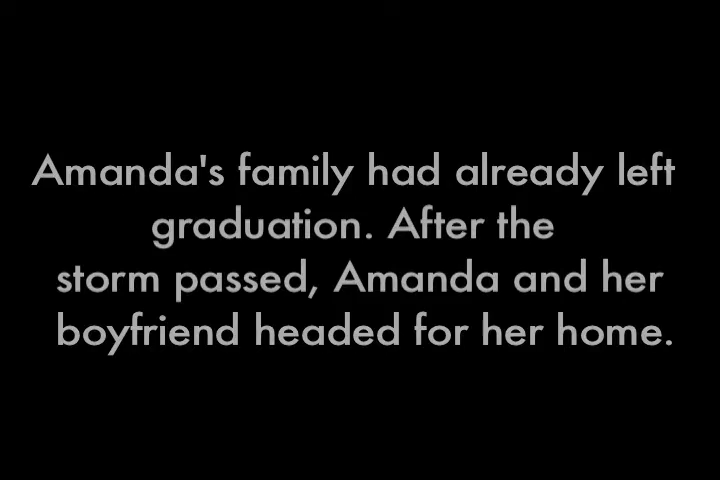 Amanda's family had already left
graduation. After the
storm passed, Amanda and her
boyfriend headed for her home.